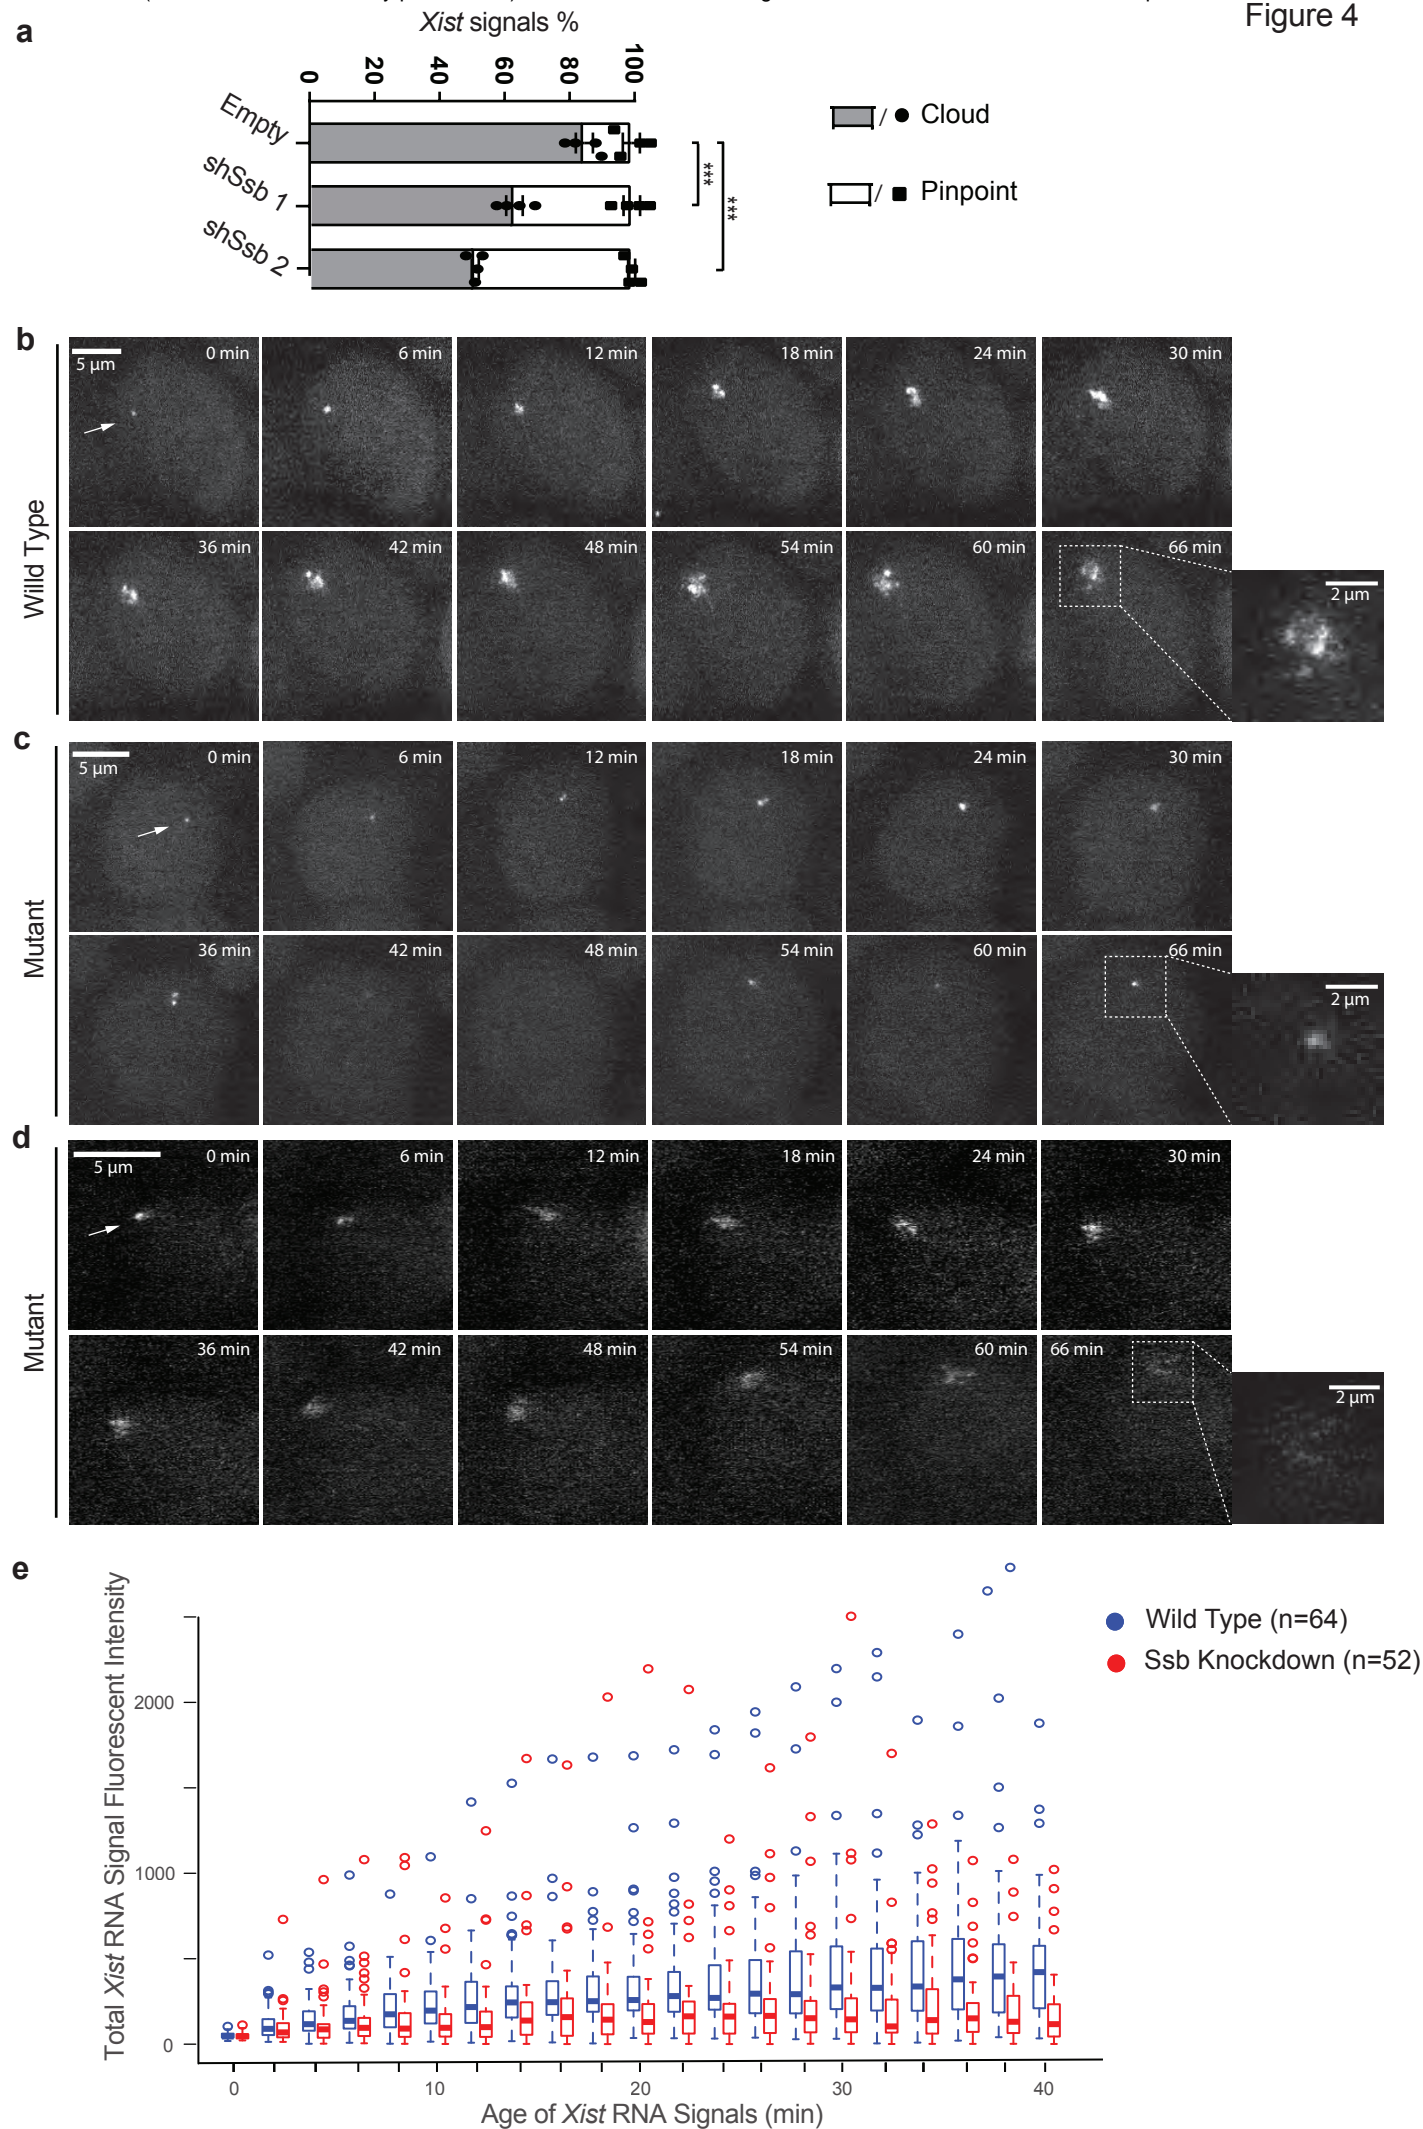 Figure 4
a
Xist signals %
0 20 40 60 80 100
Empty
shSsb 1
shSsb 2
***
***
/ Cloud
/ Pinpoint
b
Willd Type
5 µm
0 min
6 min
12 min
18 min
24 min
30 min
36 min
42 min
48 min
54 min
60 min
66 min
2 µm
c
Mutant
5 µm
0 min
6 min
12 min
18 min
24 min
30 min
36 min
42 min
48 min
54 min
60 min
66 min
2 µm
d
Mutant
5 µm
0 min
6 min
12 min
18 min
24 min
30 min
36 min
42 min
48 min
54 min
60 min
66 min
2 µm
e
Total Xist RNA Signal Fluorescent Intensity
2000
1000
0
0 10 20 30 40
Age of Xist RNA Signals (min)
Wild Type (n=64)
Ssb Knockdown (n=52)